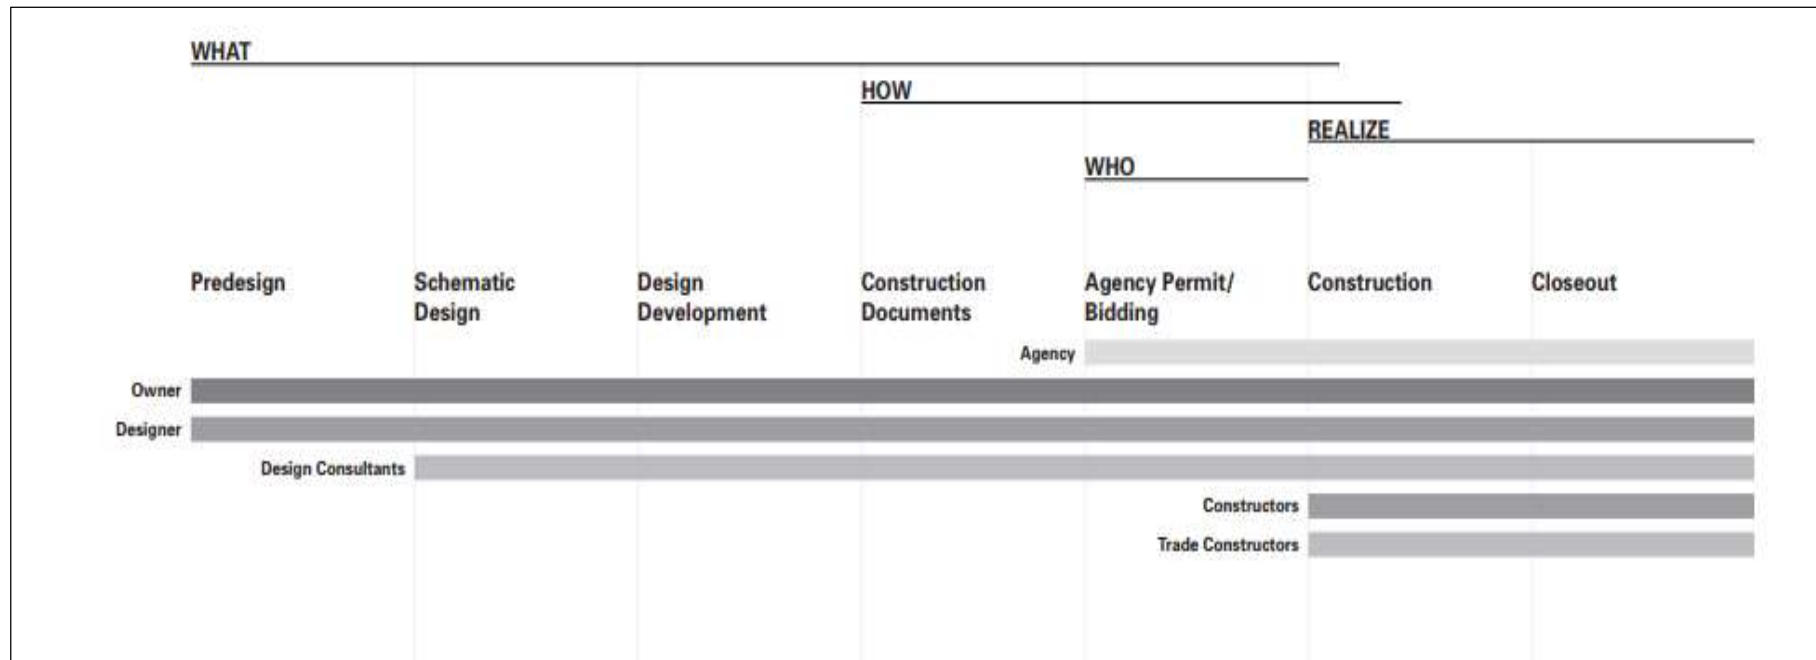 WHAT
HOW
REALIZE
WHO
Predesign
Schematic
Design
Design
Development
Construction
Documents
Agency Permit/
Bidding
Construction
Closeout
Agency
Owner
Designer
Design Consultants
Constructors
Trade Constructors